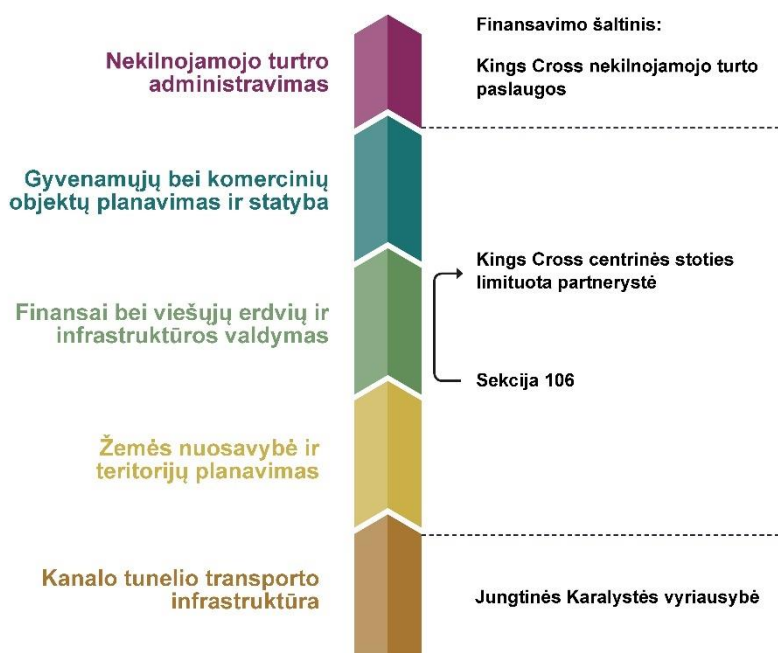 Finansavimo šaltinis:
Nekilnojamojo turtro
administravimas
Kings Cross nekilnojamojo turto
paslaugos
Gyvenamųjų bei komercinių
objektų planavimas ir statyba
Kings Cross centrinės stoties
limituota partnerystė
Finansai bei viešųjų erdvių ir
infrastruktūros valdymas
Sekcija 106
Žemės nuosavybė ir
teritorijų planavimas
Kanalo tunelio transporto
infrastruktūra
Jungtinės Karalystės vyriausybė